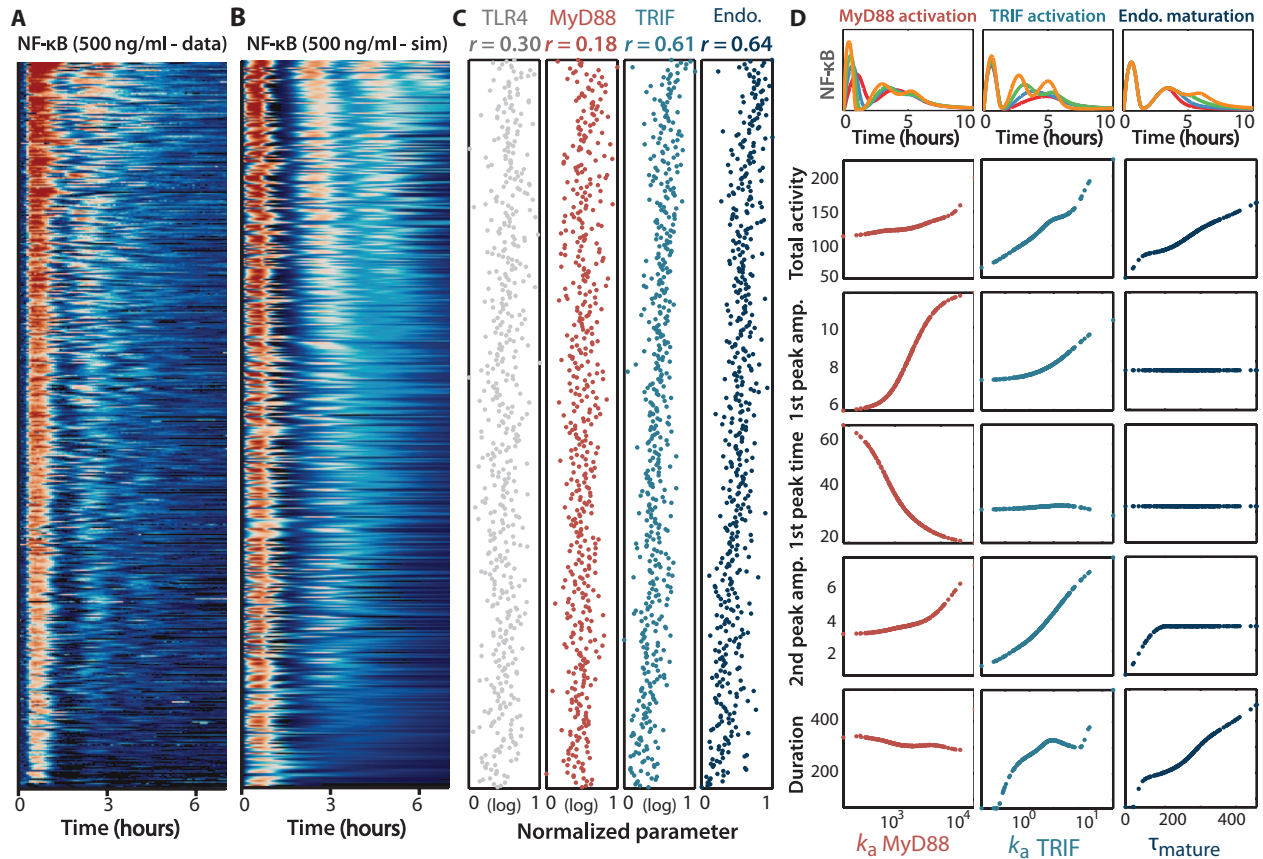 A
NF-κB (500 ng/ml - data)
0 3 6
Time (hours)
B
NF-κB (500 ng/ml - sim)
0 3 6
Time (hours)
C
TLR4 MyD88 TRIF Endo.
r = 0.30 r = 0.18 r = 0.61 r = 0.64
0 (log) 1 0 (log) 1 0 (log) 1 0 1
Normalized parameter
D
MyD88 activation TRIF activation Endo. maturation
NF-κB
0 5 10 0 5 10 0 5 10
Time (hours) Time (hours) Time (hours)
Total activity
200
150
100
50
1st peak amp.
10
8
6
1st peak time
60
40
20
2nd peak amp.
6
4
2
Duration
400
200
10³ 10⁴ 10⁰ 10¹ 0 200 400
kₐ MyD88 kₐ TRIF τmature